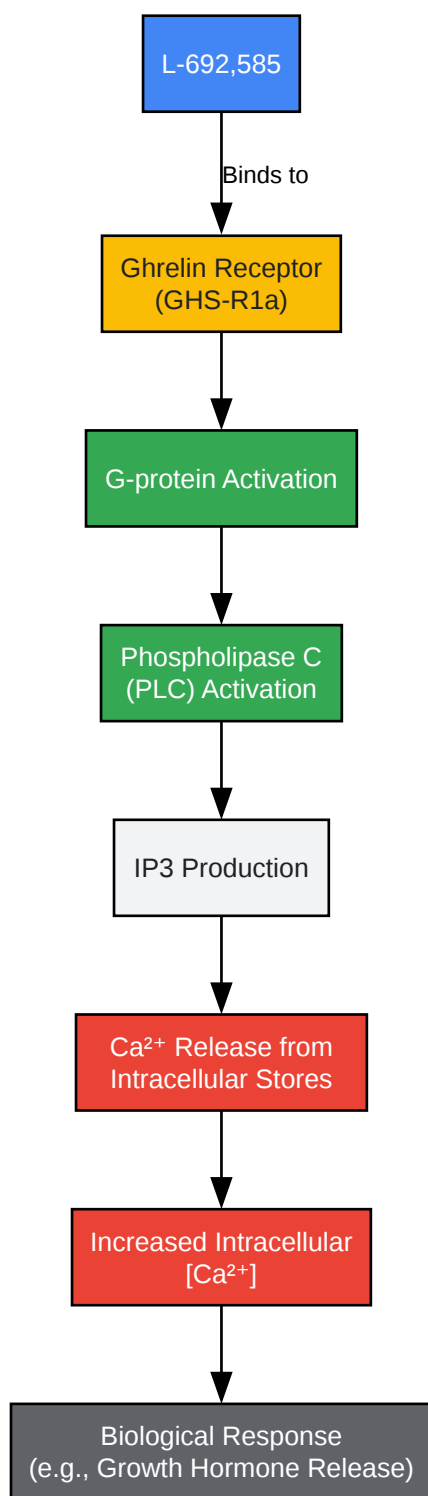 L-692,585
Binds to
Ghrelin Receptor
(GHS-R1a)
G-protein Activation
Phospholipase C
(PLC) Activation
IP3 Production
Ca²⁺ Release from
Intracellular Stores
Increased Intracellular
[Ca²⁺]
Biological Response
(e.g., Growth Hormone Release)